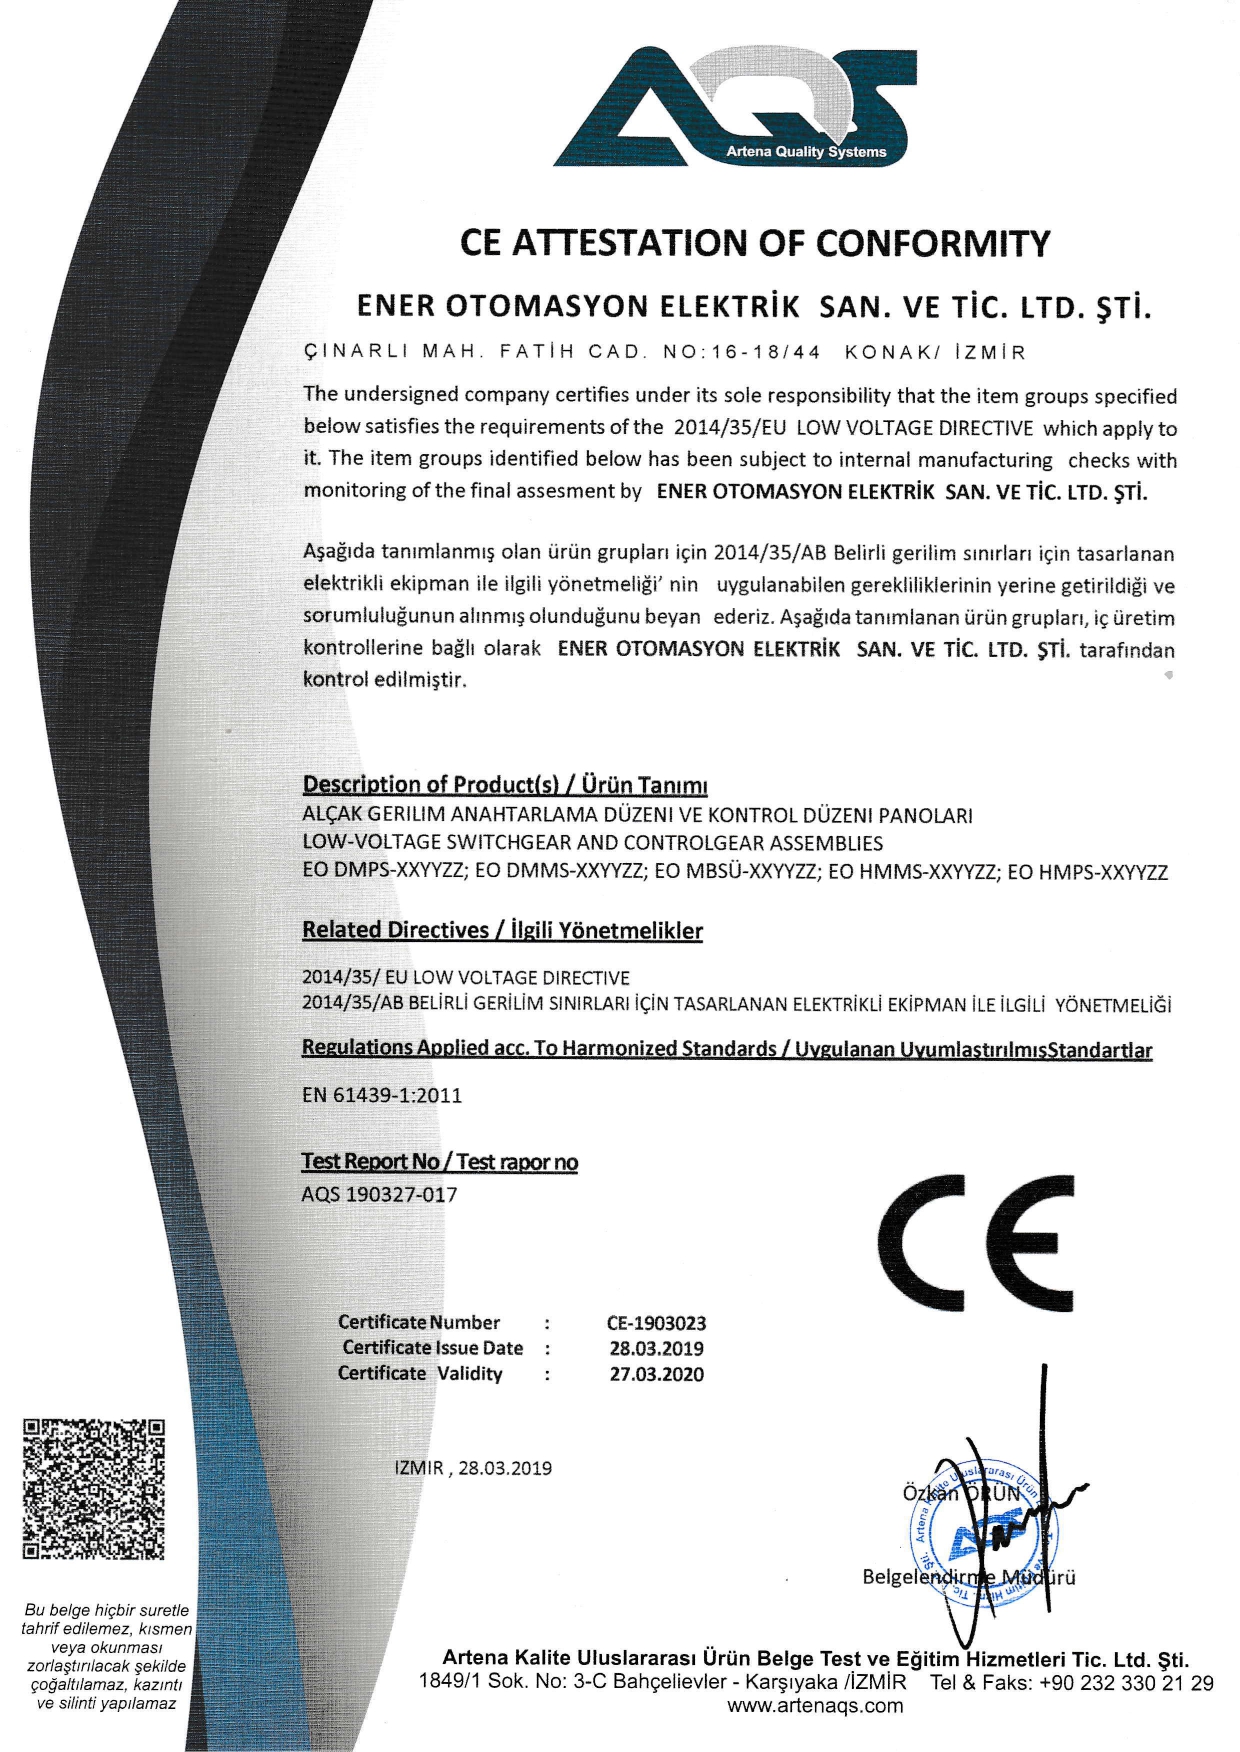 AQS
Artena Quality Systems
CE ATTESTATION OF CONFORMITY
ENER OTOMASYON ELEKTRİK SAN. VE TİC. LTD. ŞTİ.
ÇINARLI MAH. FATİH CAD. NO:16-18/44 KONAK/ İZMİR
The undersigned company certifies under its sole responsibility that the item groups specified
below satisfies the requirements of the 2014/35/EU LOW VOLTAGE DIRECTIVE which apply to
it. The item groups identified below has been subject to internal manufacturing checks with
monitoring of the final assesment by ENER OTOMASYON ELEKTRİK SAN. VE TİC. LTD. ŞTİ.
Aşağıda tanımlanmış olan ürün grupları için 2014/35/AB Belirli gerilim sınırları için tasarlanan
elektrikli ekipman ile ilgili yönetmeliği’ nin uygulanabilen gerekliliklerinin yerine getirildiği ve
sorumluluğunun alınmış olunduğunu beyan ederiz. Aşağıda tanımlanan ürün grupları, iç üretim
kontrollerine bağlı olarak ENER OTOMASYON ELEKTRİK SAN. VE TİC. LTD. ŞTİ. tarafından
kontrol edilmiştir.
Description of Product(s) / Ürün Tanımı
ALÇAK GERILIM ANAHTARLAMA DÜZENI VE KONTROL DÜZENI PANOLARI
LOW-VOLTAGE SWITCHGEAR AND CONTROLGEAR ASSEMBLIES
EO DMPS-XXYYZZ; EO DMMS-XXYYZZ; EO MBSÜ-XXYYZZ; EO HMMS-XXYYZZ; EO HMPS-XXYYZZ
Related Directives / İlgili Yönetmelikler
2014/35/ EU LOW VOLTAGE DIRECTIVE
2014/35/AB BELİRLİ GERİLİM SINIRLARI İÇİN TASARLANAN ELEKTRİKLİ EKİPMAN İLE İLGİLİ YÖNETMELİĞİ
Regulations Applied acc. To Harmonized Standards / Uygulanan UyumlaştırılmışStandartlar
EN 61439-1:2011
Test Report No / Test rapor no
AQS 190327-017
CE
Certificate Number : CE-1903023
Certificate Issue Date : 28.03.2019
Certificate Validity : 27.03.2020
IZMIR , 28.03.2019
Özkan ÖRÜN
Belgelendirme Müdürü
Bu belge hiçbir suretle
tahrif edilemez, kısmen
veya okunması
zorlaştırılacak şekilde
çoğaltılamaz, kazıntı
ve silinti yapılamaz
Artena Kalite Uluslararası Ürün Belge Test ve Eğitim Hizmetleri Tic. Ltd. Şti.
1849/1 Sok. No: 3-C Bahçelievler - Karşıyaka /İZMİR Tel & Faks: +90 232 330 21 29
www.artenaqs.com